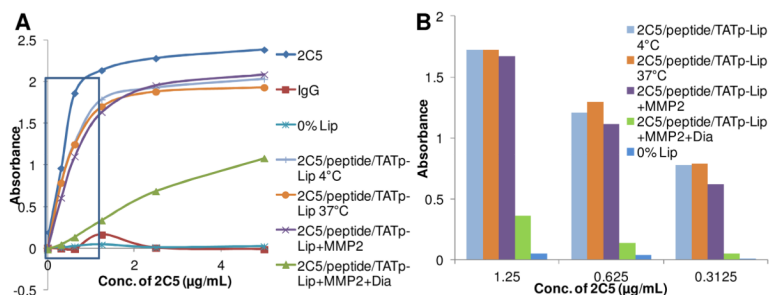 A
2.5
2
1.5
1
0.5
0
-0.5
Absorbance
0
2
4
Conc. of 2C5 (µg/mL)
2C5
IgG
0% Lip
2C5/peptide/TATp-
Lip 4°C
2C5/peptide/TATp-
Lip 37°C
2C5/peptide/TATp-
Lip+MMP2
2C5/peptide/TATp-
Lip+MMP2+Dia
B
2
1.5
1
0.5
0
Absorbance
1.25
0.625
0.3125
Conc. of 2C5 (µg/mL)
2C5/peptide/TATp-Lip
4°C
2C5/peptide/TATp-Lip
37°C
2C5/peptide/TATp-Lip
+MMP2
2C5/peptide/TATp-Lip
+MMP2+Dia
0% Lip